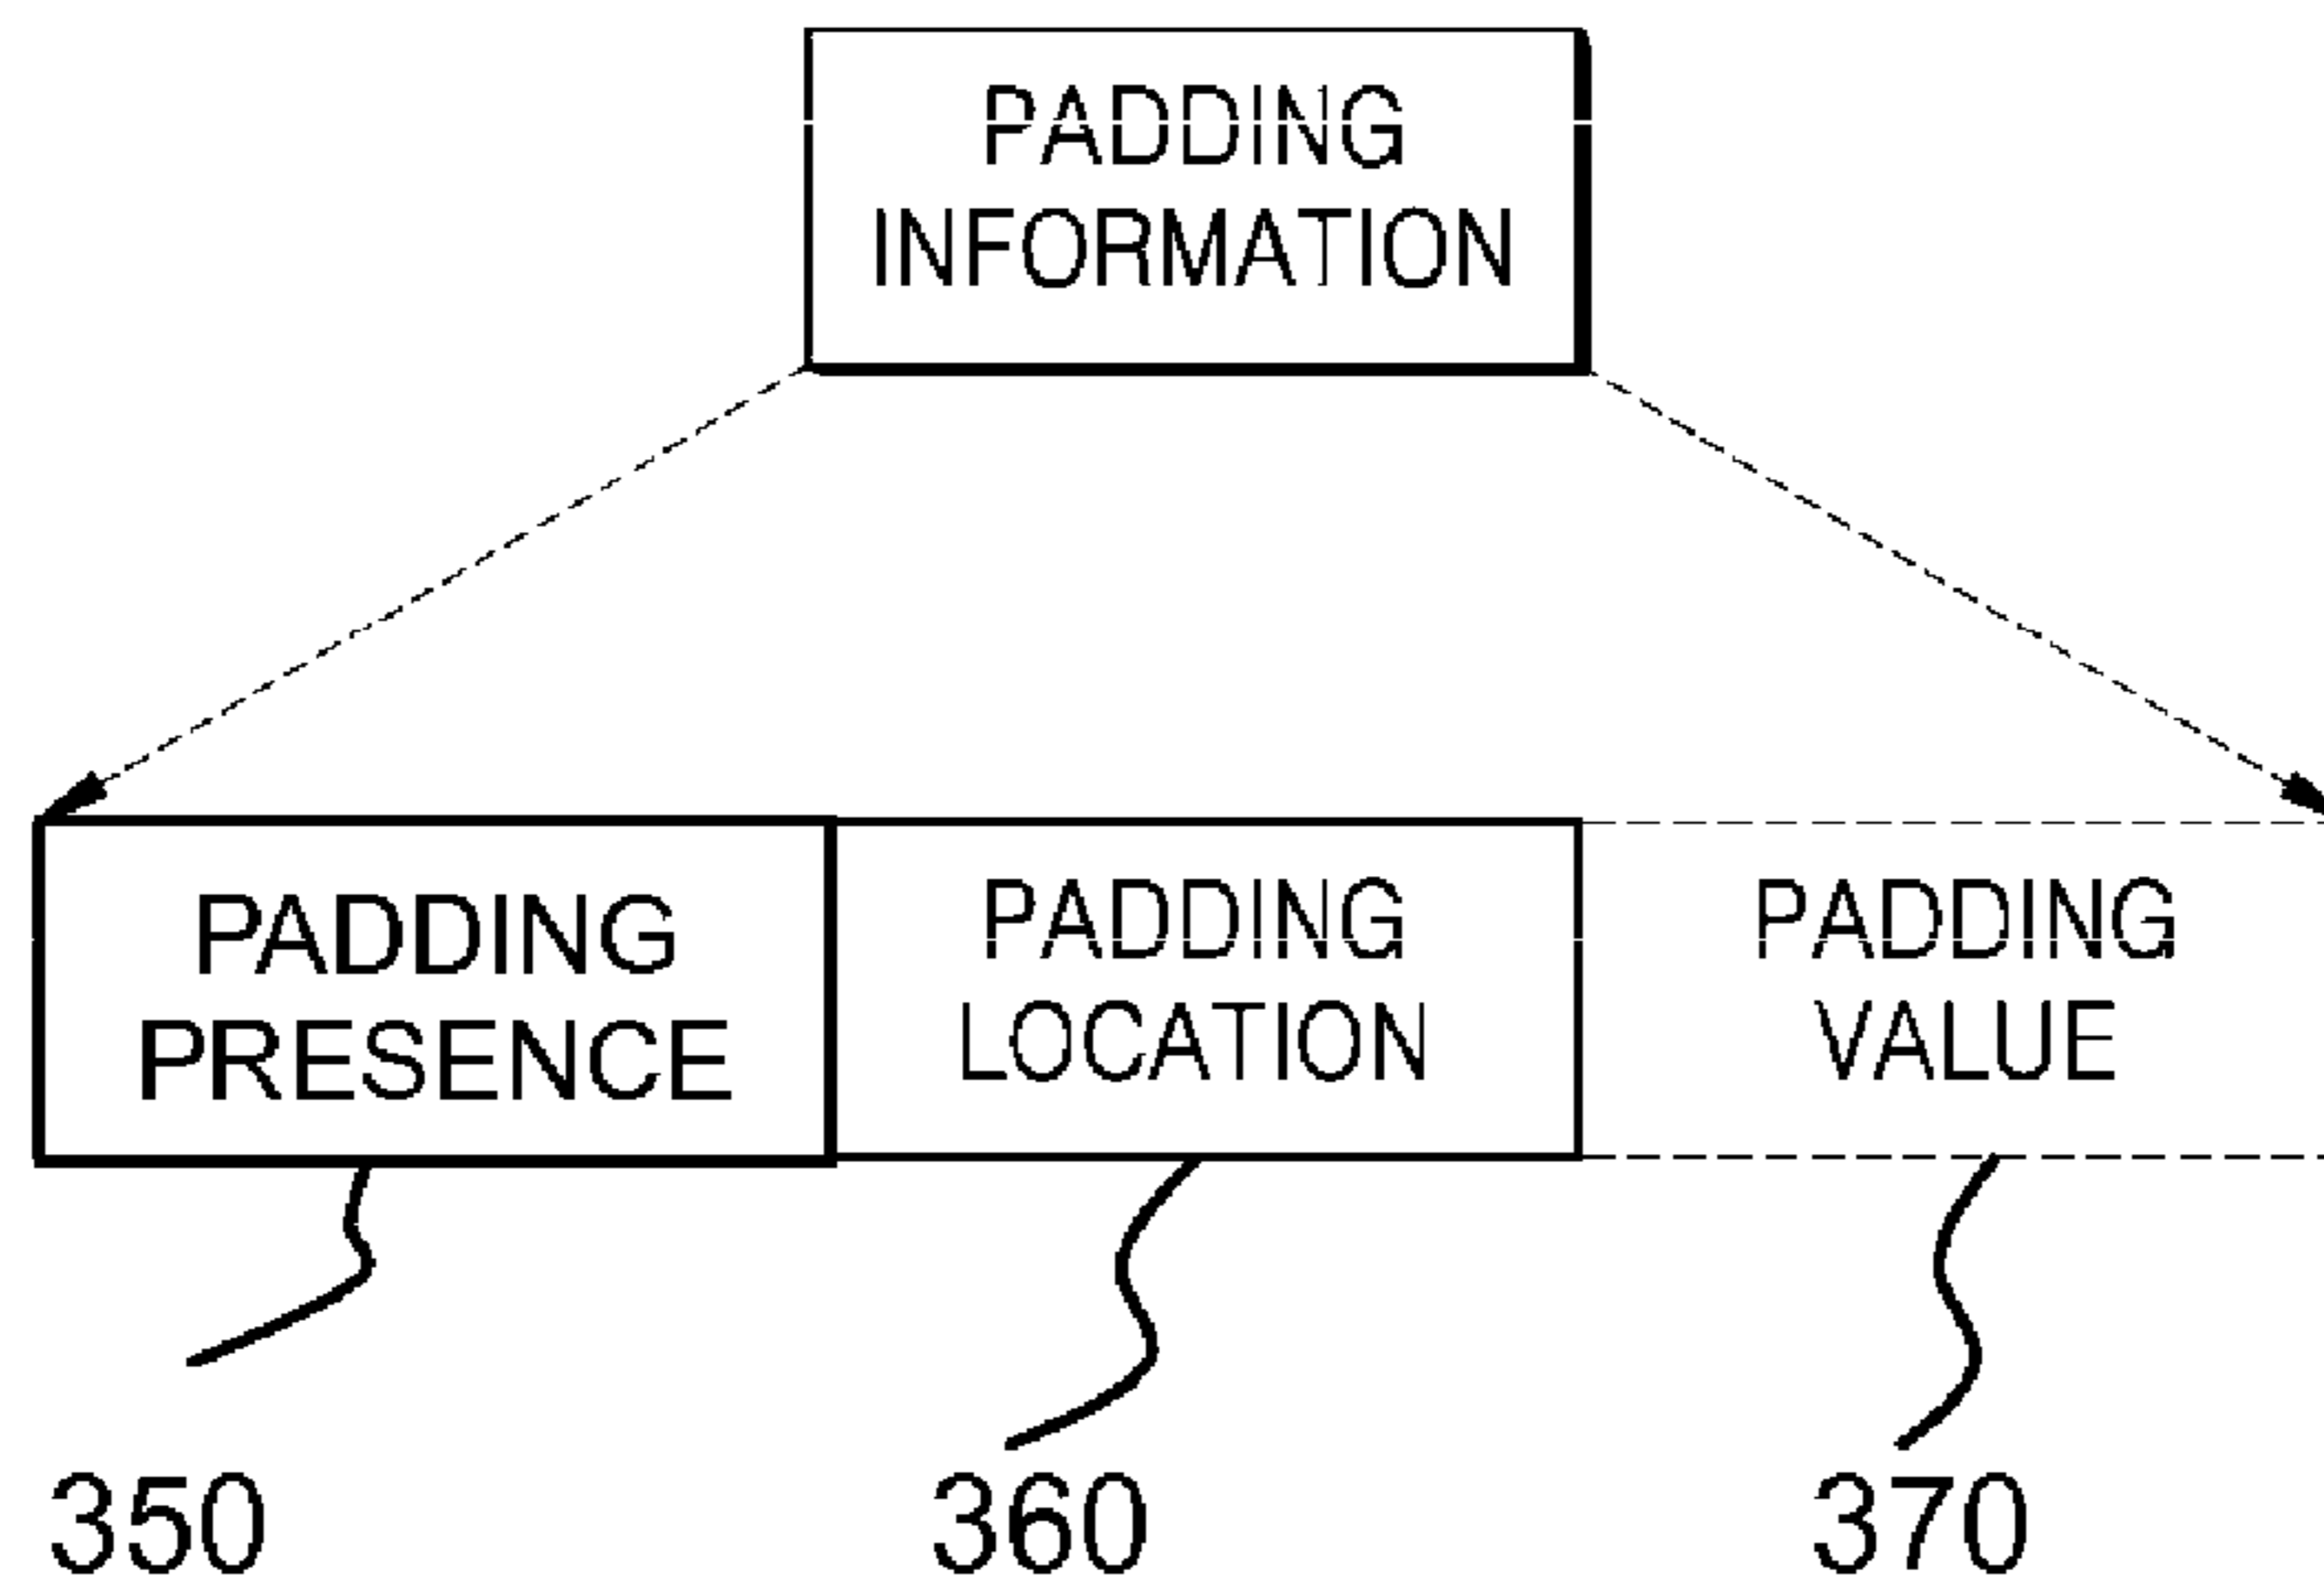 PADDING
INFORMATION
PADDING
PRESENCE
PADDING
LOCATION
PADDING
VALUE
350
360
370